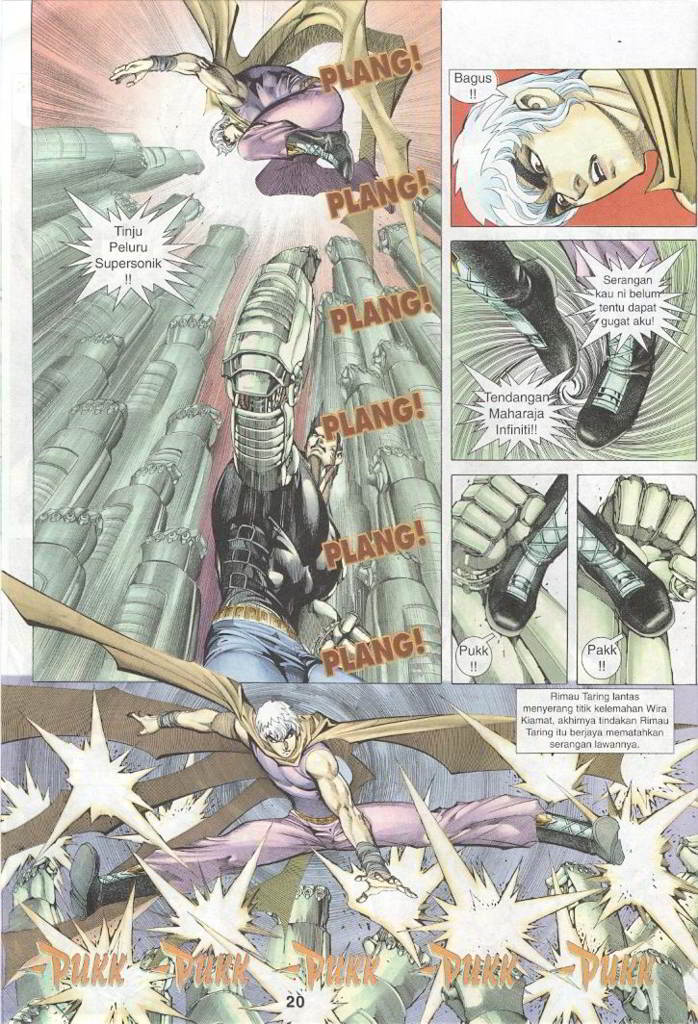 PLANG!
PLANG!
Tinju
Peluru
Supersonik
!!
PLANG!
PLANG!
PLANG!
PLANG!
Bagus
!!
Serangan
kau ni belum
tentu dapat
gugat aku!
Tendangan
Maharaja
Infiniti!!
Pukk
!!
Pakk
!!
Rimau Taring lantas
menyerang titik kelemahan Wira
Kiamat, akhirnya tindakan Rimau
Taring itu berjaya mematahkan
serangan lawannya.
-PUKK -PUKK -PUKK -PUKK -PUKK
20